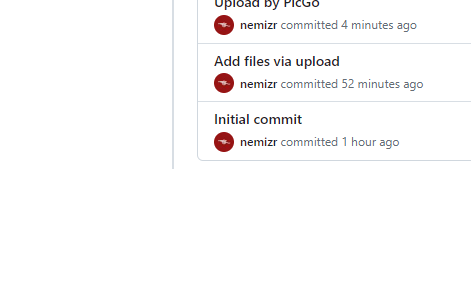 Upload by PicGo
nemizr committed 4 minutes ago
Add files via upload
nemizr committed 52 minutes ago
Initial commit
nemizr committed 1 hour ago